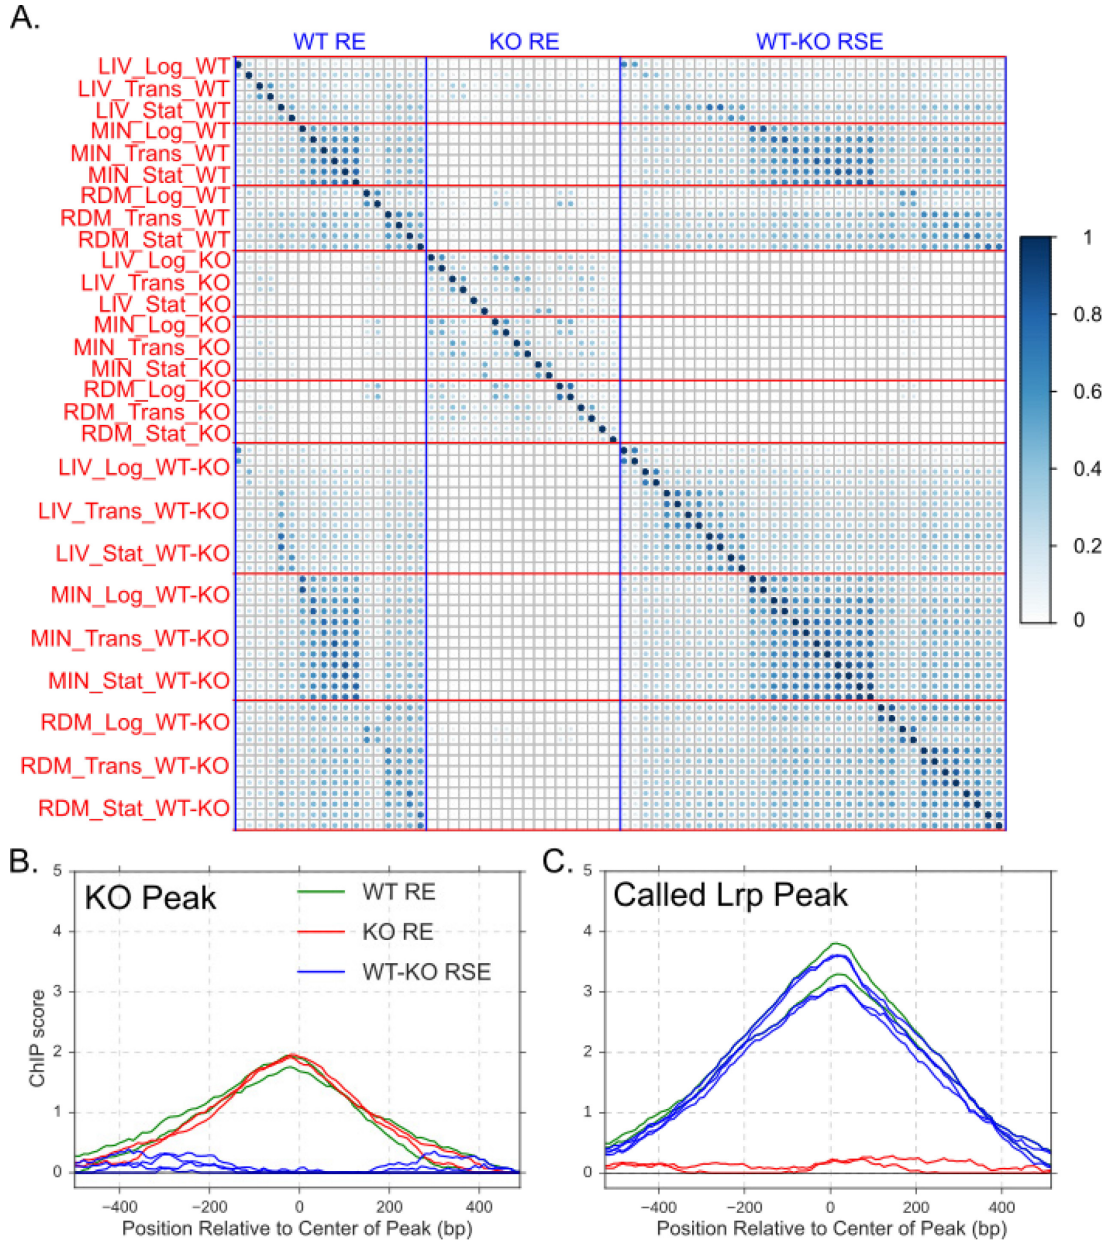 A.
WT RE KO RE WT-KO RSE
LIV_Log_WT
LIV_Trans_WT
LIV_Stat_WT
MIN_Log_WT
MIN_Trans_WT
MIN_Stat_WT
RDM_Log_WT
RDM_Trans_WT
RDM_Stat_WT
LIV_Log_KO
LIV_Trans_KO
LIV_Stat_KO
MIN_Log_KO
MIN_Trans_KO
MIN_Stat_KO
RDM_Log_KO
RDM_Trans_KO
RDM_Stat_KO
LIV_Log_WT-KO
LIV_Trans_WT-KO
LIV_Stat_WT-KO
MIN_Log_WT-KO
MIN_Trans_WT-KO
MIN_Stat_WT-KO
RDM_Log_WT-KO
RDM_Trans_WT-KO
RDM_Stat_WT-KO
1
0.8
0.6
0.4
0.2
0
B.
KO Peak
WT RE
KO RE
WT-KO RSE
ChIP score
5
4
3
2
1
0
−400 −200 0 200 400
Position Relative to Center of Peak (bp)
C.
Called Lrp Peak
5
4
3
2
1
0
−400 −200 0 200 400
Position Relative to Center of Peak (bp)